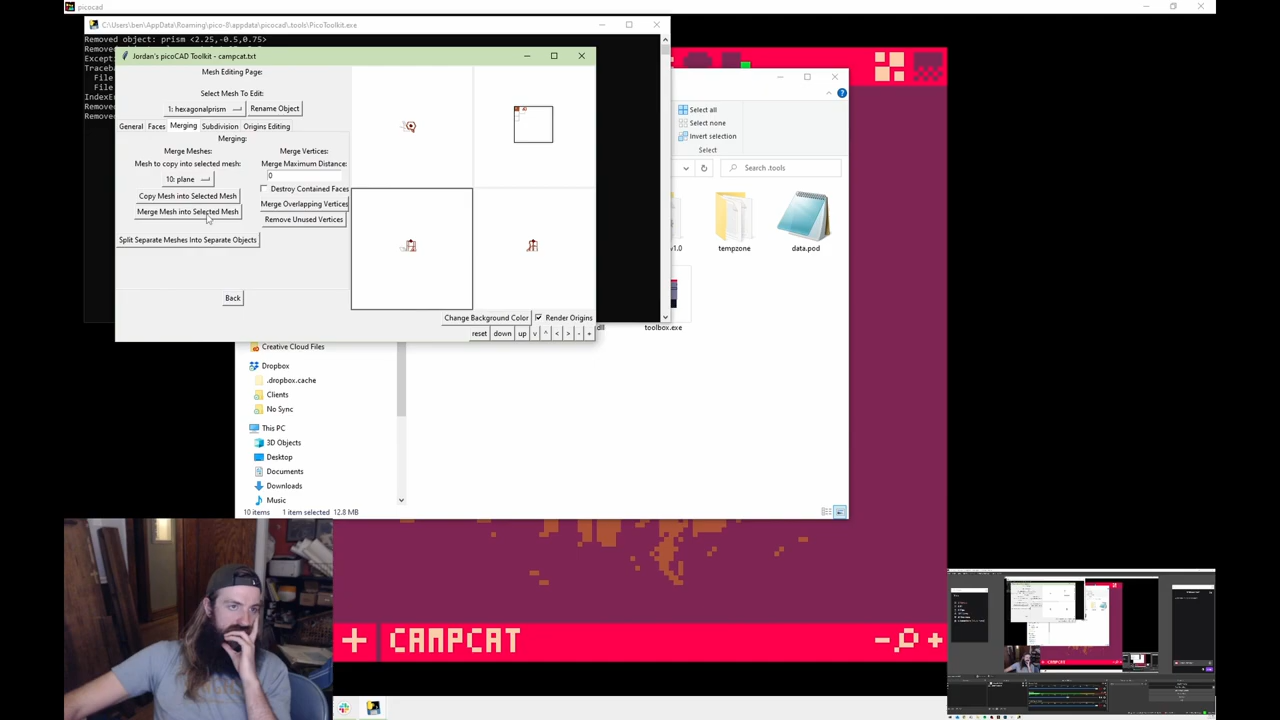 picocad
C:\Users\ben\AppData\Roaming\pico-8\appdata\picocad\.tools\PicoToolkit.exe
Removed object: prism <2.25,-0.5,0.75>
Removed
Jordan's picoCAD Toolkit - campcat.txt
Mesh Editing Page:
Select Mesh To Edit:
1: hexagonalprism
Rename Object
General Faces Merging Subdivision Origins Editing
Merging:
Merge Meshes:
Merge Vertices:
Mesh to copy into selected mesh:
Merge Maximum Distance:
10: plane
0
Copy Mesh into Selected Mesh
Destroy Contained Faces
Merge Mesh into Selected Mesh
Merge Overlapping Vertices
Remove Unused Vertices
Split Separate Meshes Into Separate Objects
Back
Change Background Color
Render Origins
reset down up v ^ < > - +
Select all
Select none
Invert selection
Select
Search .tools
v1.0
tempzone
data.pod
dll
toolbox.exe
Creative Cloud Files
Dropbox
.dropbox.cache
Clients
No Sync
This PC
3D Objects
Desktop
Documents
Downloads
Music
10 items 1 item selected 12.8 MB
+ CAMPCAT